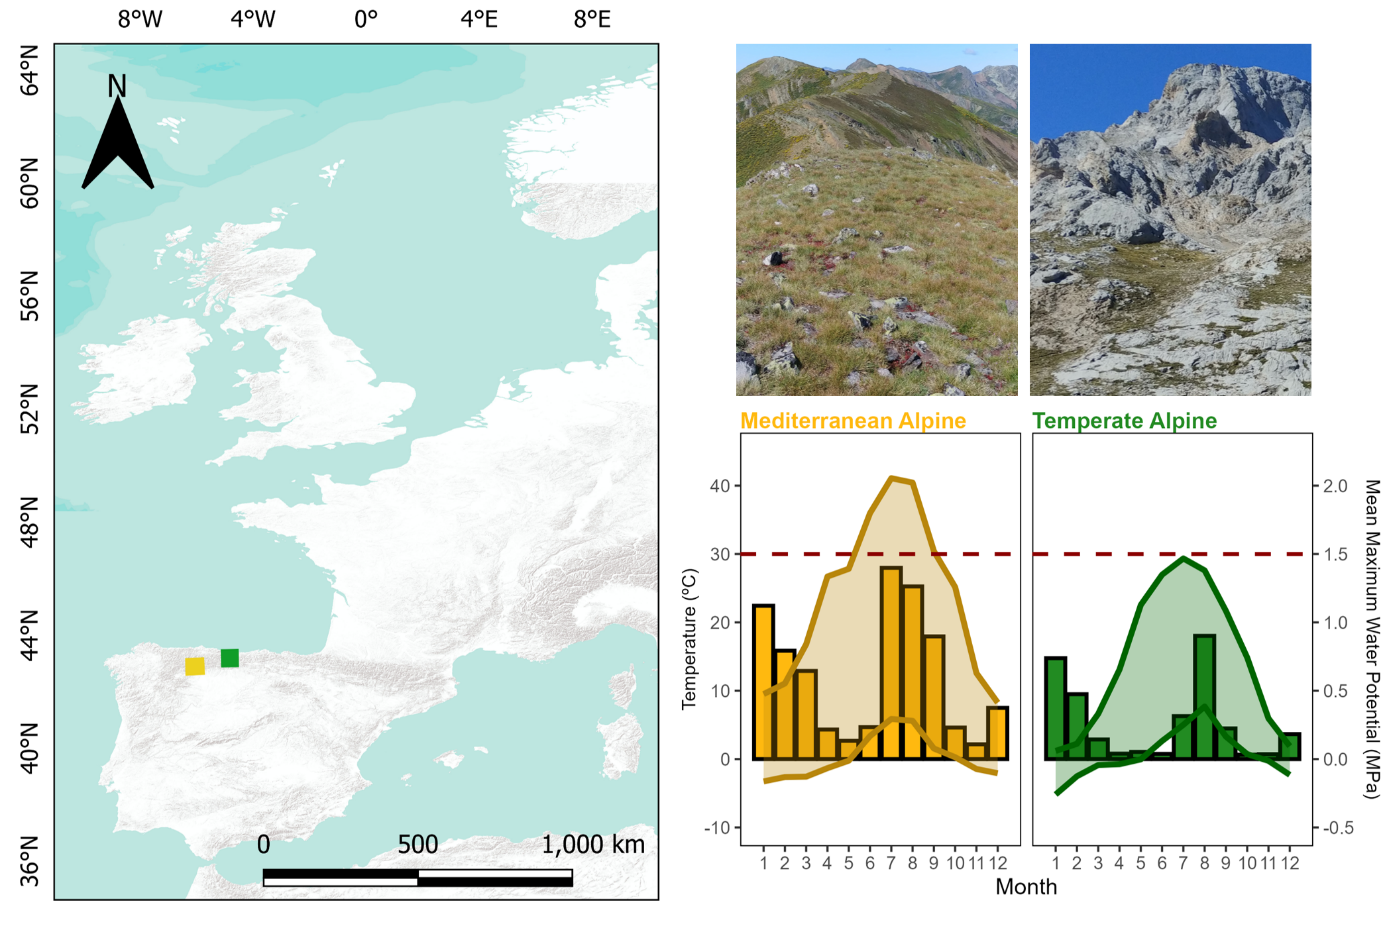 8°W 4°W 0° 4°E 8°E
64°N
60°N
56°N
52°N
48°N
44°N
40°N
36°N
N
0 500 1,000 km
Mediterranean Alpine Temperate Alpine
Temperature (ºC)
40
30
20
10
0
-10
2.0
1.5
1.0
0.5
0.0
-0.5
Mean Maximum Water Potential (MPa)
1 2 3 4 5 6 7 8 9 10 11 12 1 2 3 4 5 6 7 8 9 10 11 12
Month